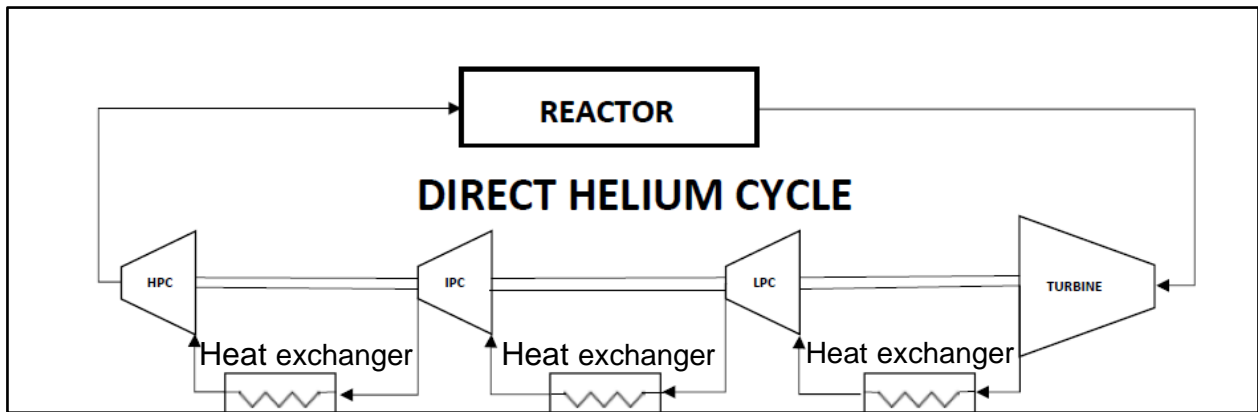 REACTOR
DIRECT HELIUM CYCLE
HPC
IPC
LPC
TURBINE
Heat exchanger
Heat exchanger
Heat exchanger